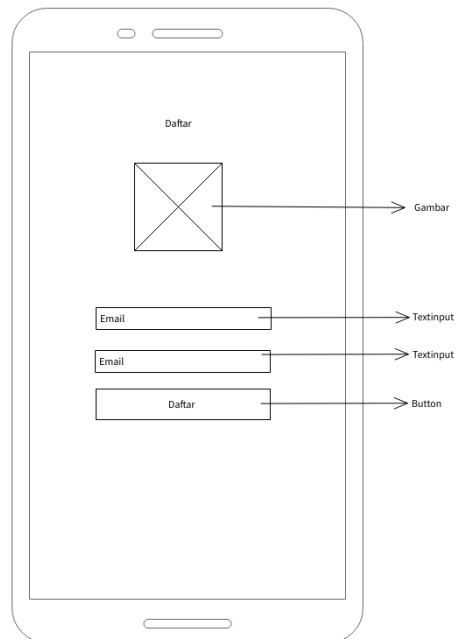 Daftar
Gambar
Email
Textinput
Email
Textinput
Daftar
Button